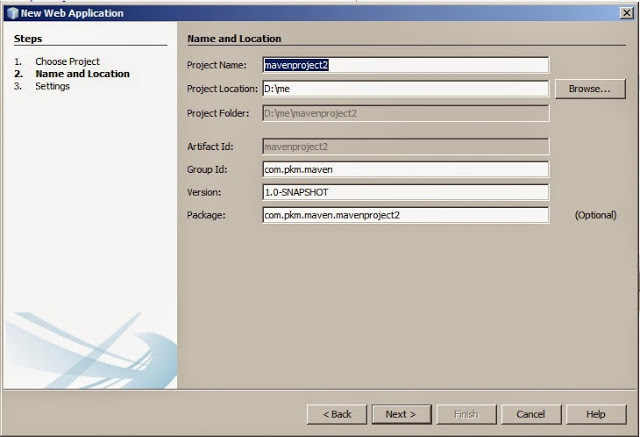 New Web Application
Steps
1. Choose Project
2. Name and Location
3. Settings
Name and Location
Project Name: mavenproject2
Project Location: D:\me Browse...
Project Folder: D:\me\mavenproject2
Artifact Id: mavenproject2
Group Id: com.pkm.maven
Version: 1.0-SNAPSHOT
Package: com.pkm.maven.mavenproject2 (Optional)
< Back Next > Finish Cancel Help